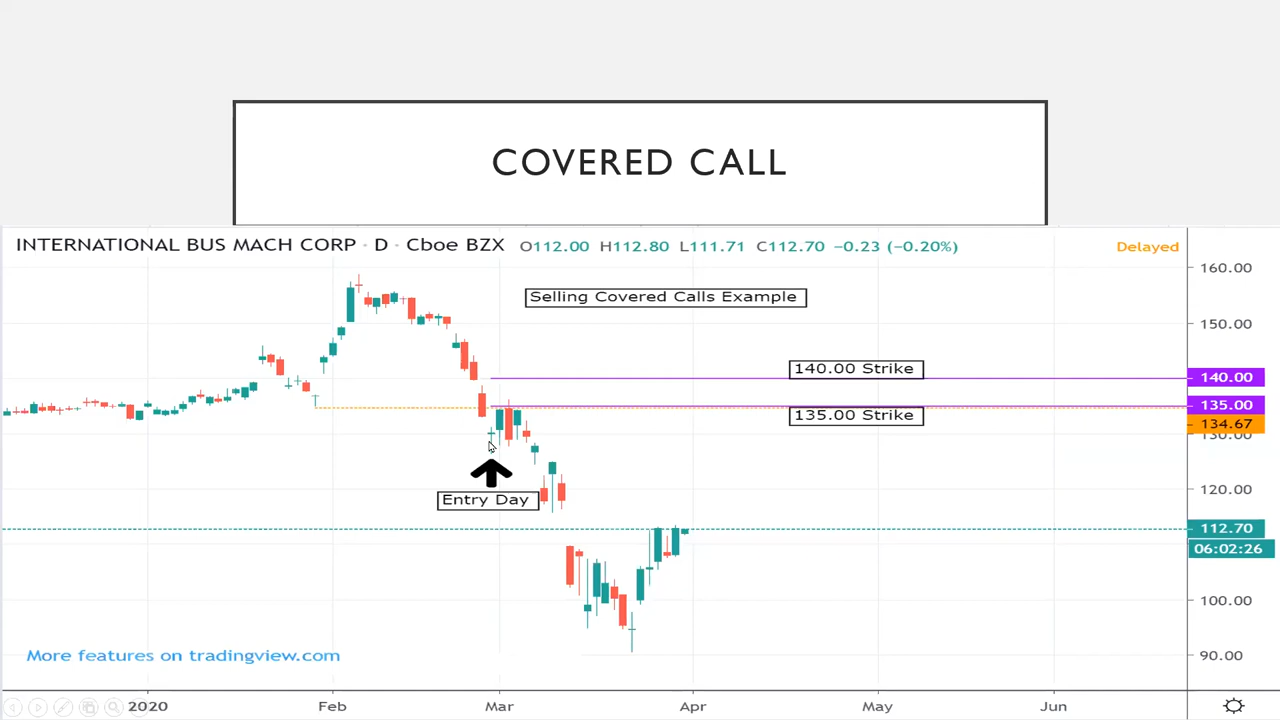 COVERED CALL
INTERNATIONAL BUS MACH CORP · D · Cboe BZX O112.00 H112.80 L111.71 C112.70 −0.23 (−0.20%)
Delayed
160.00
Selling Covered Calls Example
150.00
140.00 Strike
140.00
135.00
135.00 Strike
134.67
130.00
120.00
Entry Day
112.70
06:02:26
100.00
90.00
More features on tradingview.com
2020 Feb Mar Apr May Jun